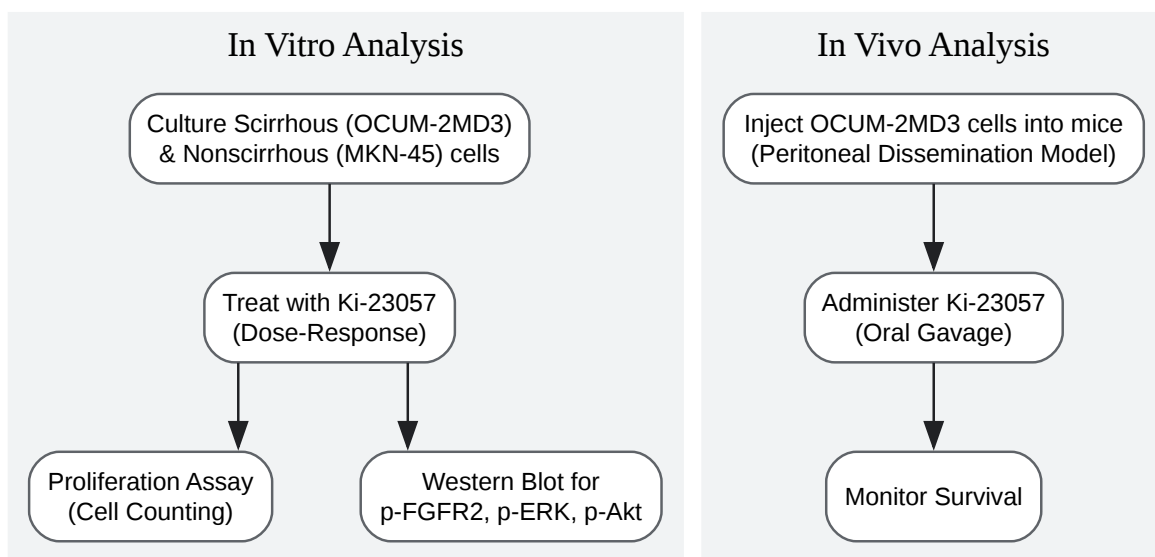 In Vitro Analysis
Culture Scirrhous (OCUM-2MD3)
& Nonscirrhous (MKN-45) cells
Treat with Ki-23057
(Dose-Response)
Proliferation Assay
(Cell Counting)
Western Blot for
p-FGFR2, p-ERK, p-Akt
In Vivo Analysis
Inject OCUM-2MD3 cells into mice
(Peritoneal Dissemination Model)
Administer Ki-23057
(Oral Gavage)
Monitor Survival